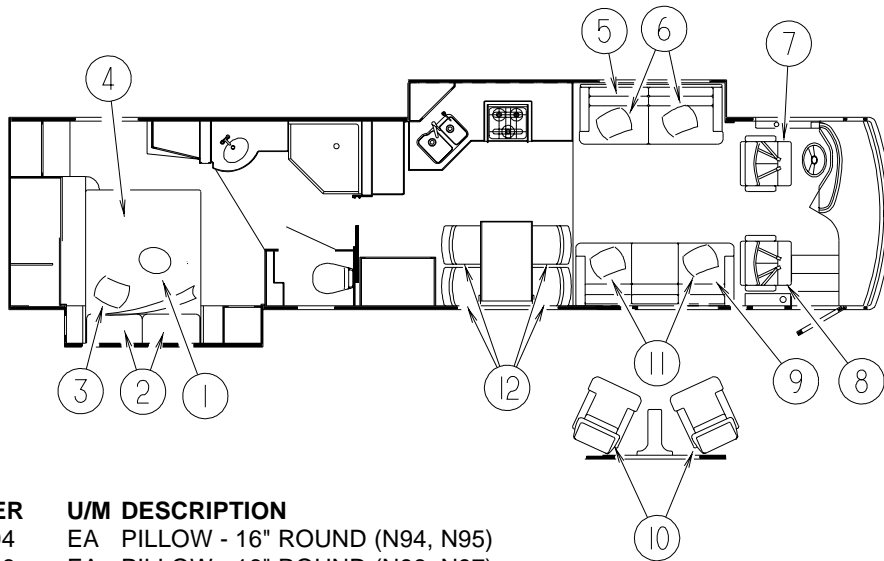 5 6 7
4
3 2 1 12 11 9 8
10
ER U/M DESCRIPTION
04 EA PILLOW - 16" ROUND (N94, N95)